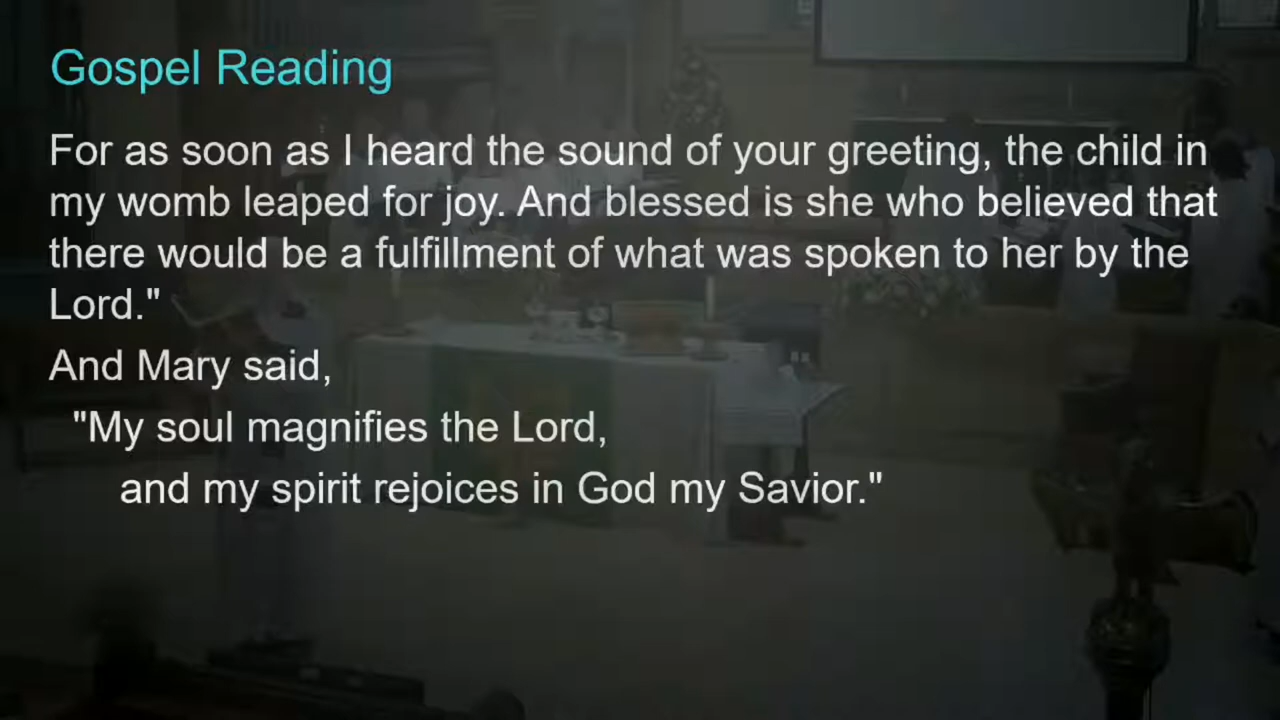 Gospel Reading
For as soon as I heard the sound of your greeting, the child in
my womb leaped for joy. And blessed is she who believed that
there would be a fulfillment of what was spoken to her by the
Lord."
And Mary said,
"My soul magnifies the Lord,
and my spirit rejoices in God my Savior."